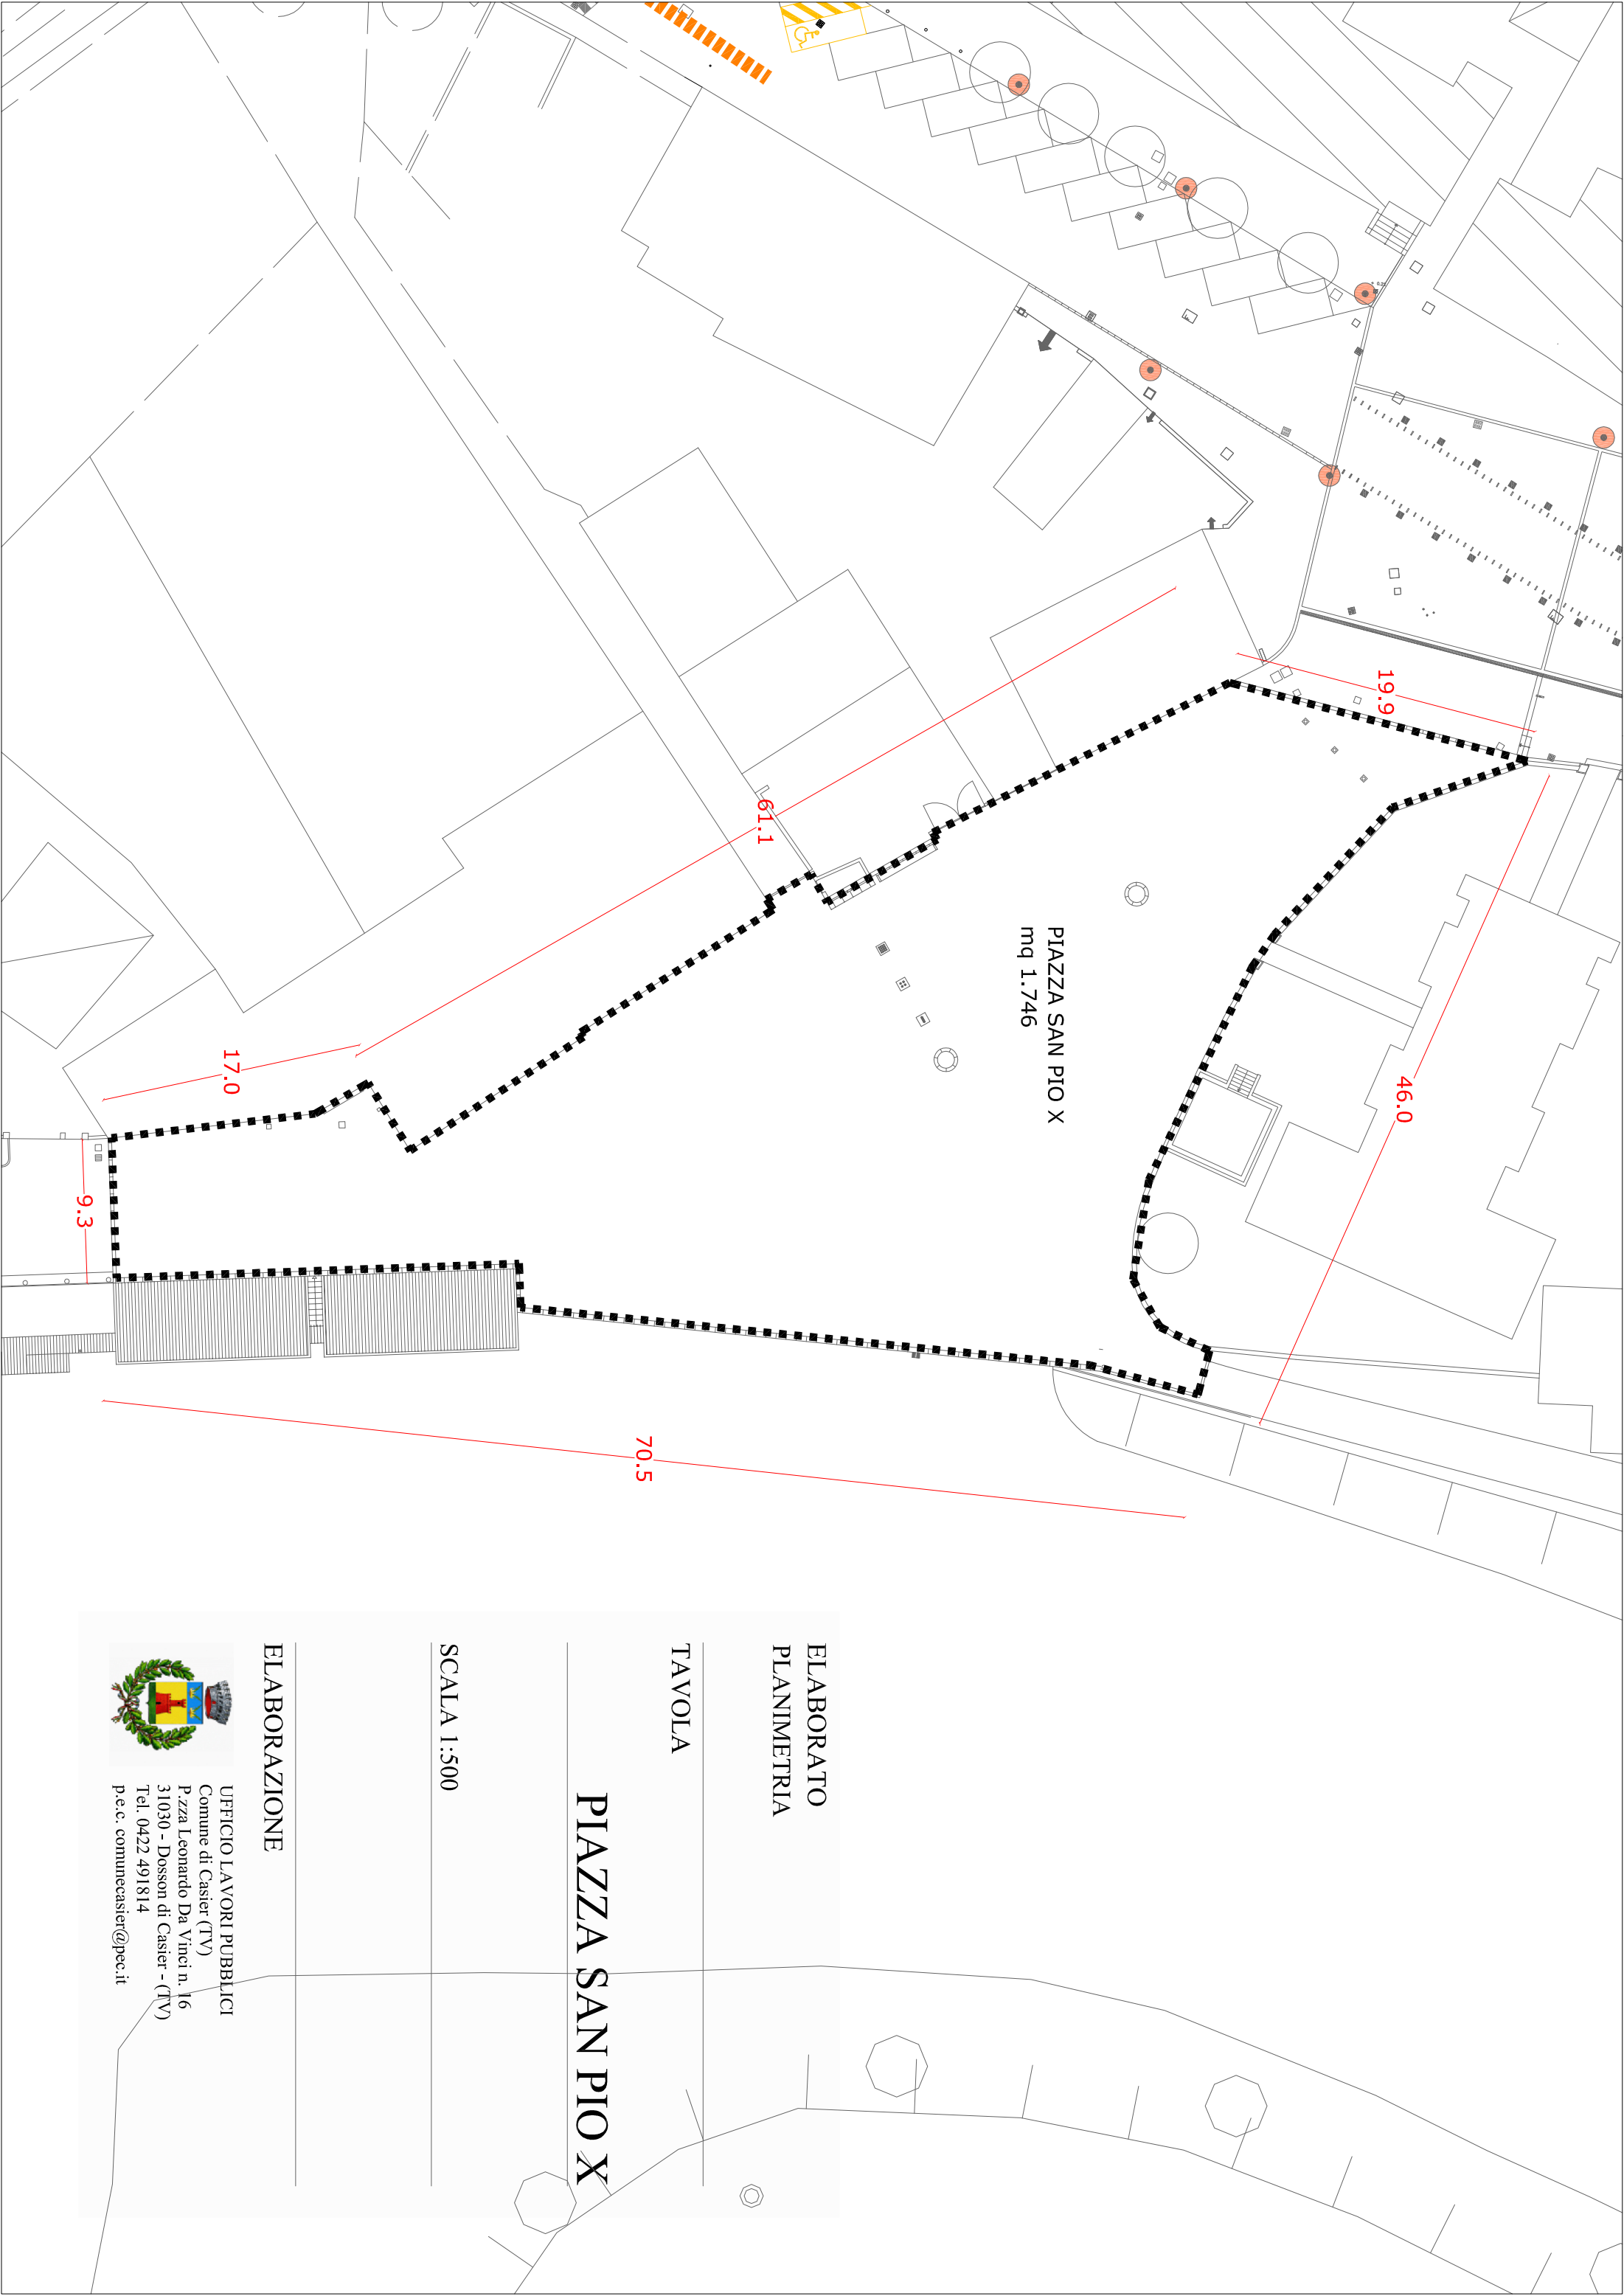 19.9
61.1
PIAZZA SAN PIO X
mq 1.746
46.0
17.0
9.3
70.5
ELABORATO
PLANIMETRIA
TAVOLA
PIAZZA SAN PIO X
SCALA 1:500
ELABORAZIONE
UFFICIO LAVORI PUBBLICI
Comune di Casier (TV)
P.zza Leonardo Da Vinci n. 16
31030 - Dosson di Casier - (TV)
Tel. 0422 491814
p.e.c. comunecasier@pec.it